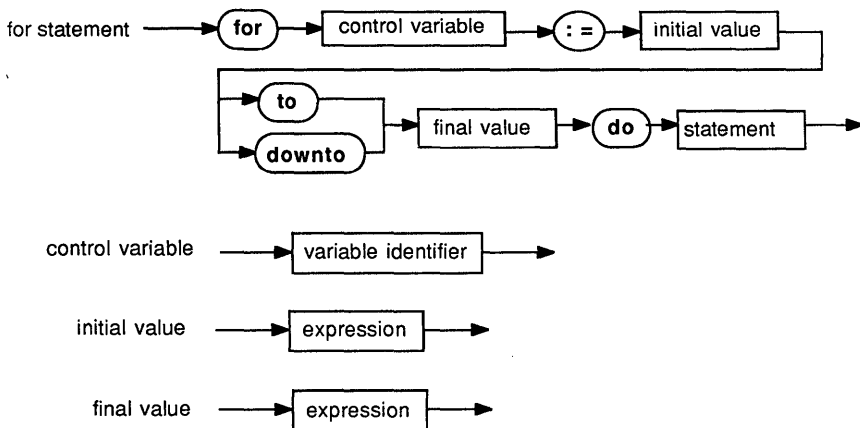 for statement for control variable := initial value
to
downto final value do statement
control variable variable identifier
initial value expression
final value expression